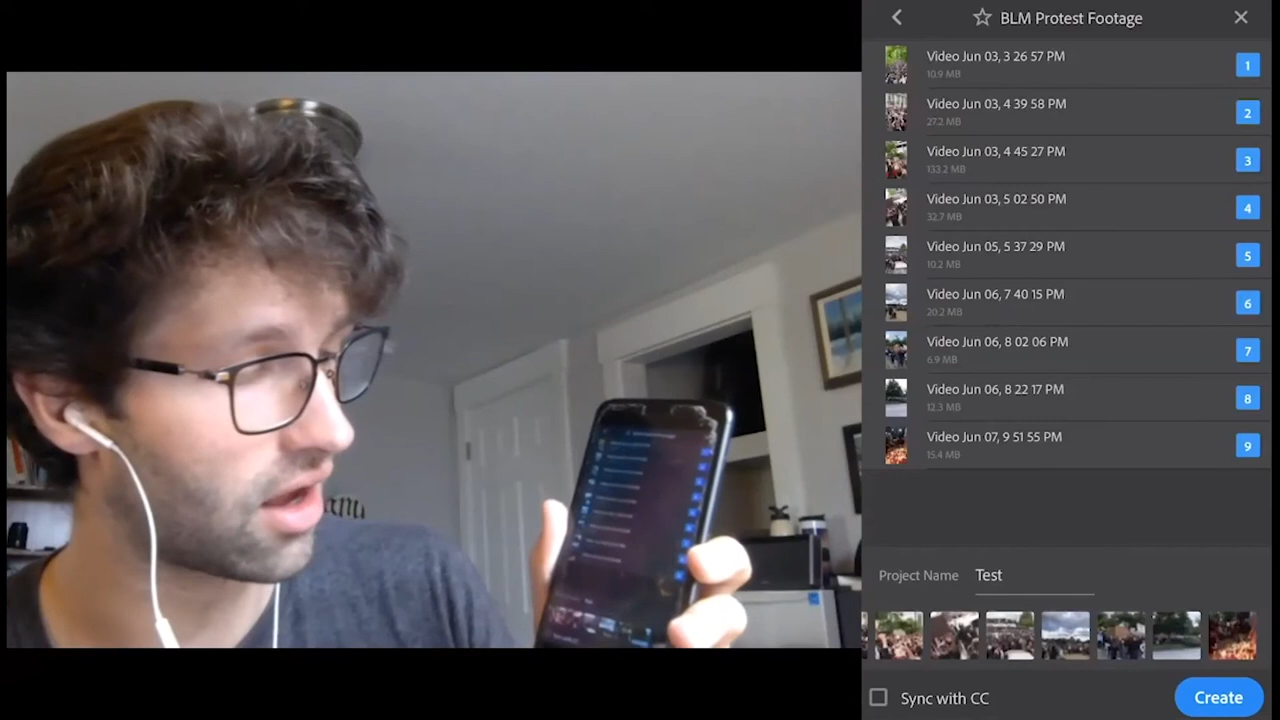 BLM Protest Footage
Video Jun 03, 3 26 57 PM
10.9 MB
1
Video Jun 03, 4 39 58 PM
27.2 MB
2
Video Jun 03, 4 45 27 PM
133.2 MB
3
Video Jun 03, 5 02 50 PM
32.7 MB
4
Video Jun 05, 5 37 29 PM
10.2 MB
5
Video Jun 06, 7 40 15 PM
20.2 MB
6
Video Jun 06, 8 02 06 PM
6.9 MB
7
Video Jun 06, 8 22 17 PM
12.3 MB
8
Video Jun 07, 9 51 55 PM
15.4 MB
9
Project Name Test
Sync with CC
Create